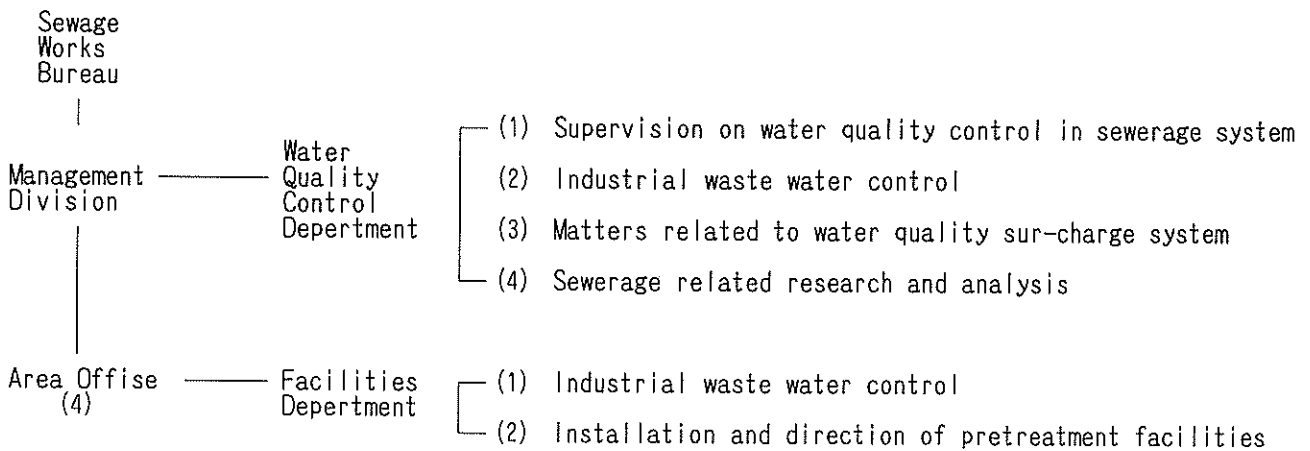 Sewage
Works
Bureau
Management
Division
Water
Quality
Control
Depertment
(1) Supervision on water quality control in sewerage system
(2) Industrial waste water control
(3) Matters related to water quality sur-charge system
(4) Sewerage related research and analysis
Area Offise
(4)
Facilities
Depertment
(1) Industrial waste water control
(2) Installation and direction of pretreatment facilities